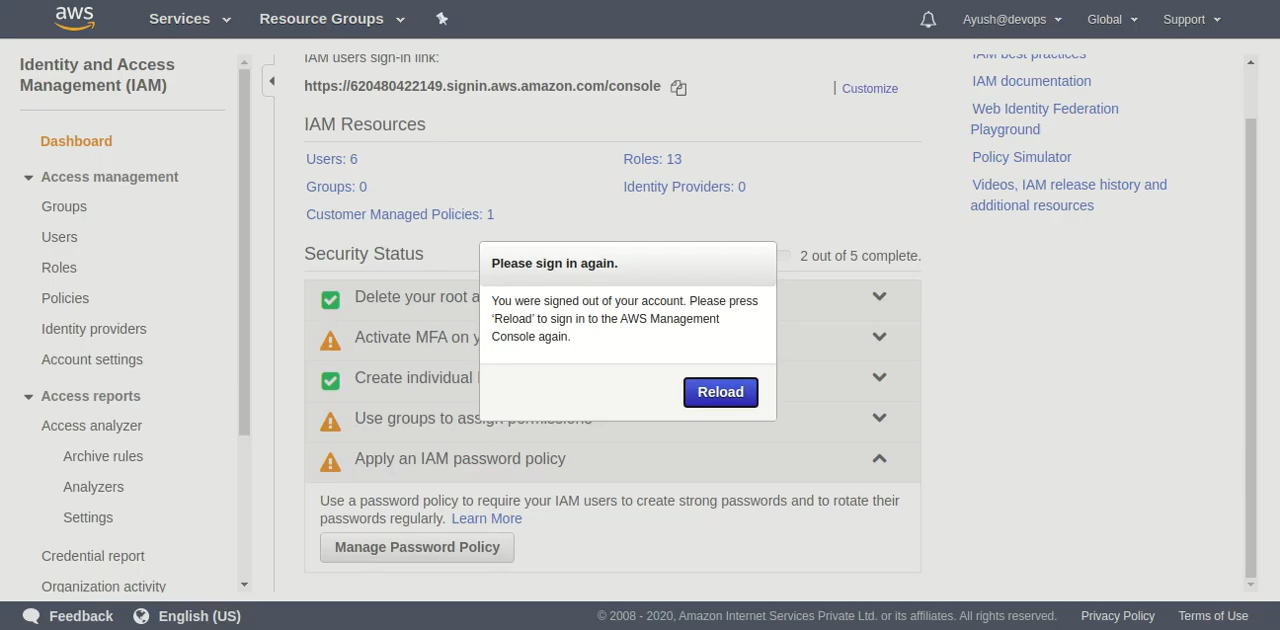 aws
Services
Resource Groups
Ayush@devops
Global
Support
Identity and Access
Management (IAM)
Dashboard
Access management
Groups
Users
Roles
Policies
Identity providers
Account settings
Access reports
Access analyzer
Archive rules
Analyzers
Settings
Credential report
Organization activity
IAM users sign-in link:
https://620480422149.signin.aws.amazon.com/console
| Customize
IAM Resources
Users: 6
Roles: 13
Groups: 0
Identity Providers: 0
Customer Managed Policies: 1
Security Status
2 out of 5 complete.
Delete your root
Activate MFA on
Create individual
Use groups to assign permissions
Apply an IAM password policy
Use a password policy to require your IAM users to create strong passwords and to rotate their
passwords regularly. Learn More
Manage Password Policy
Please sign in again.
You were signed out of your account. Please press
‘Reload’ to sign in to the AWS Management
Console again.
Reload
IAM best practices
IAM documentation
Web Identity Federation
Playground
Policy Simulator
Videos, IAM release history and
additional resources
Feedback
English (US)
© 2008 - 2020, Amazon Internet Services Private Ltd. or its affiliates. All rights reserved.
Privacy Policy
Terms of Use